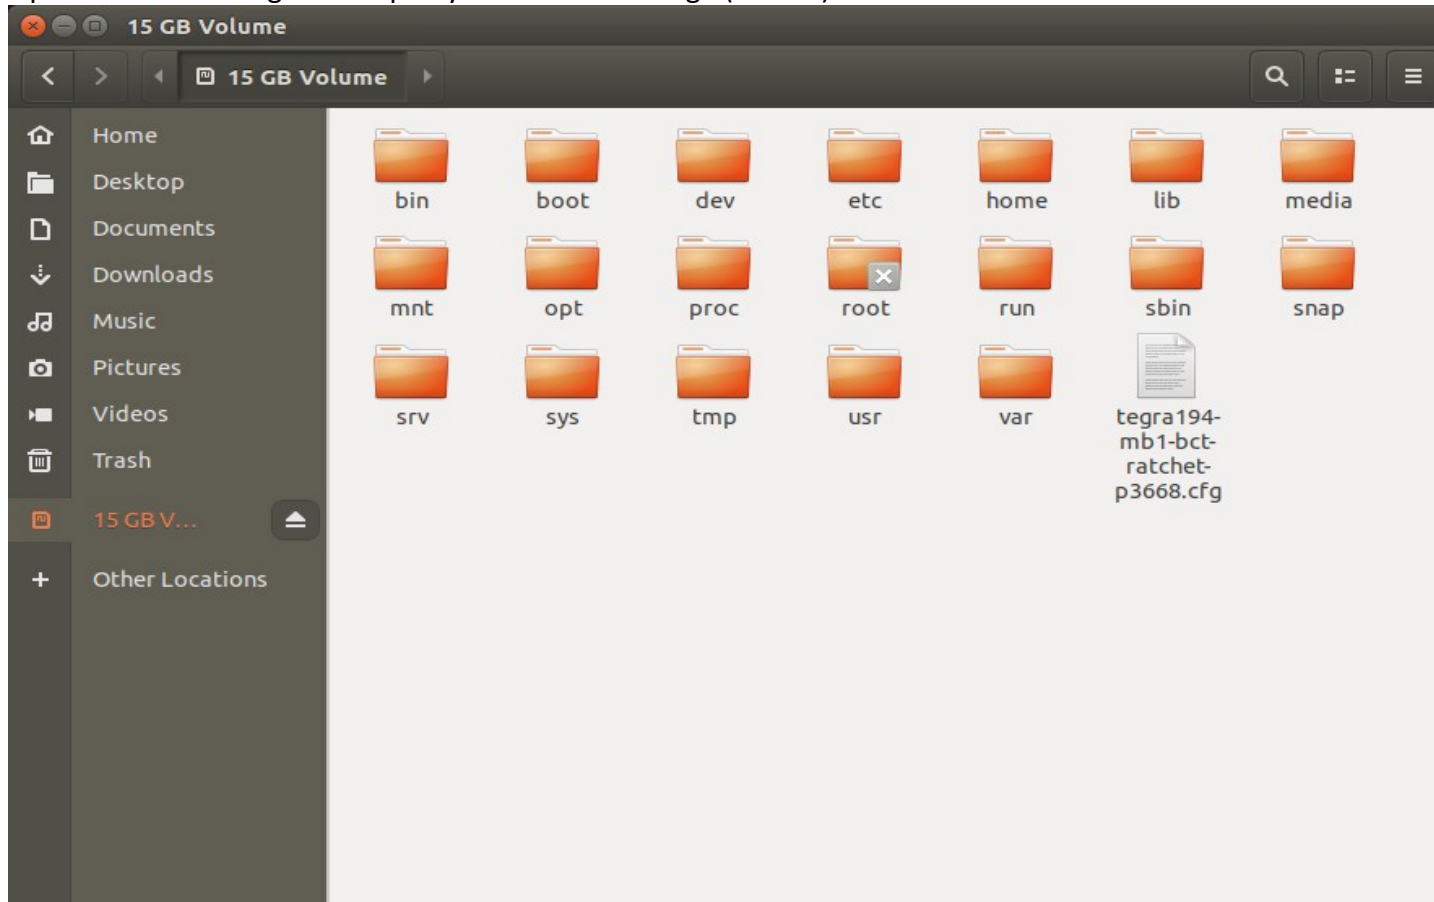 15 GB Volume
15 GB Volume
Home
Desktop
Documents
Downloads
Music
Pictures
Videos
Trash
15 GB V...
Other Locations
bin boot dev etc home lib media
mnt opt proc root run sbin snap
srv sys tmp usr var tegra194-
mb1-bct-
ratchet-
p3668.cfg